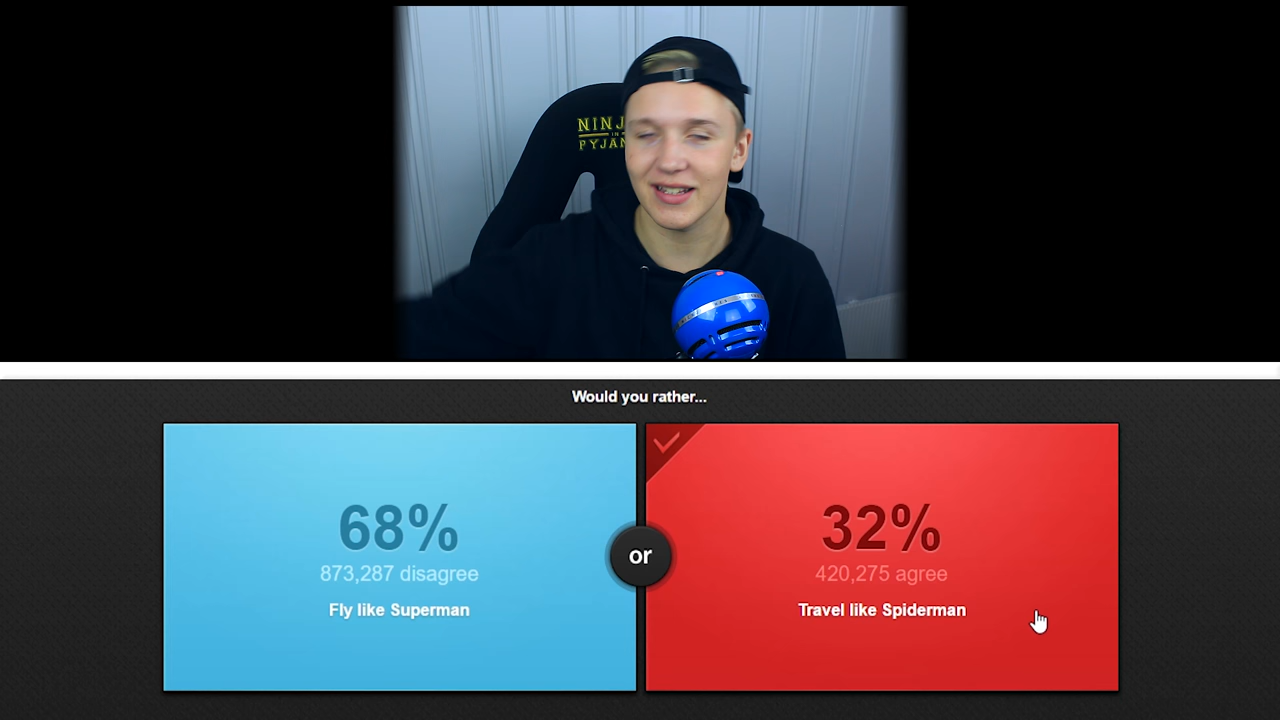 NINJ
IN
PYJAM
Would you rather...
68%
873,287 disagree
Fly like Superman
or
32%
420,275 agree
Travel like Spiderman